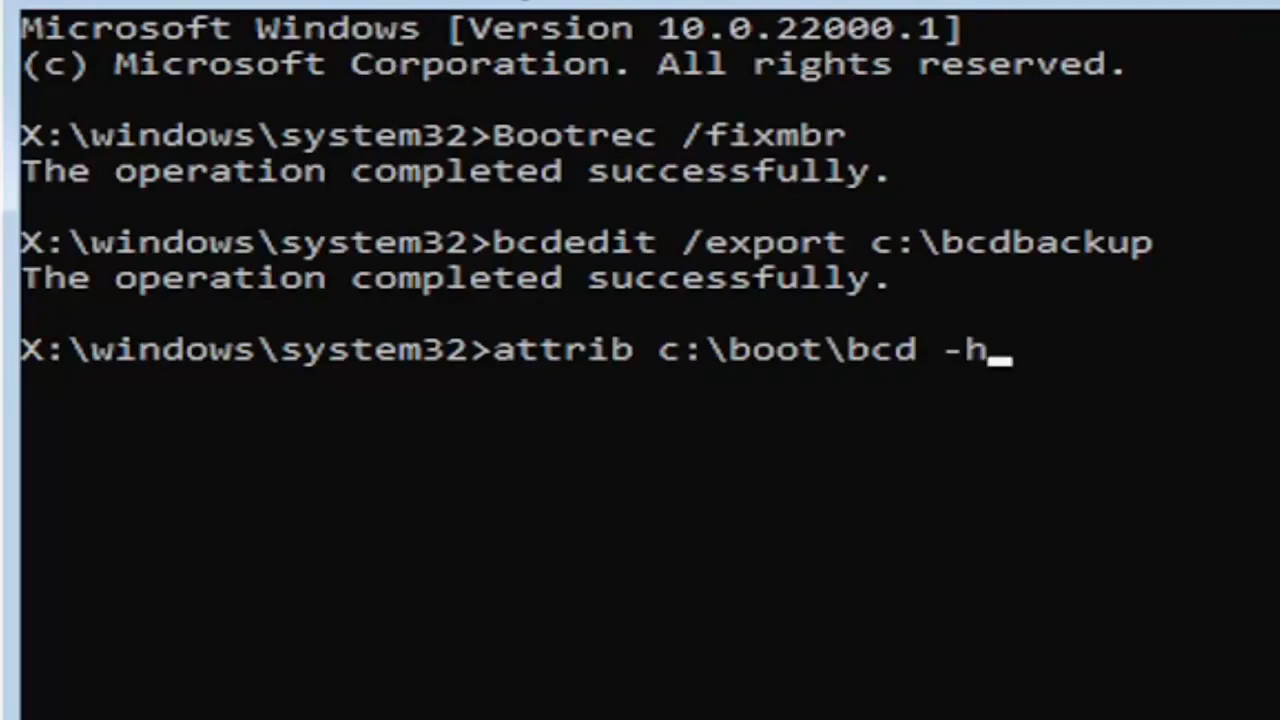 Microsoft Windows [Version 10.0.22000.1]
(c) Microsoft Corporation. All rights reserved.
X:\windows\system32>Bootrec /fixmbr
The operation completed successfully.
X:\windows\system32>bcdedit /export c:\bcdbackup
The operation completed successfully.
X:\windows\system32>attrib c:\boot\bcd -h